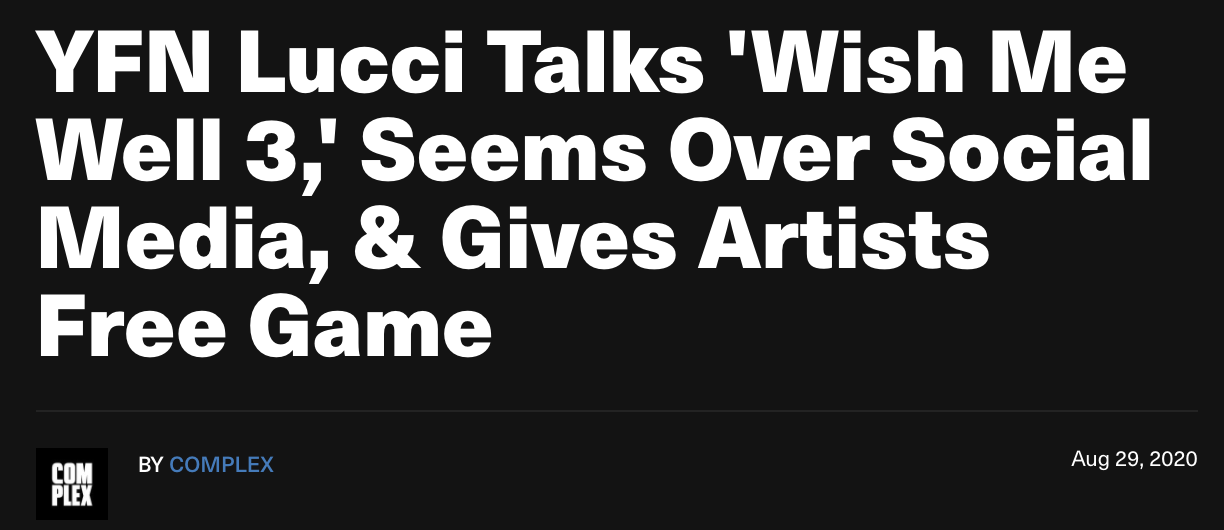 YFN Lucci Talks 'Wish Me
Well 3,' Seems Over Social
Media, & Gives Artists
Free Game
COM
PLEX
BY COMPLEX
Aug 29, 2020